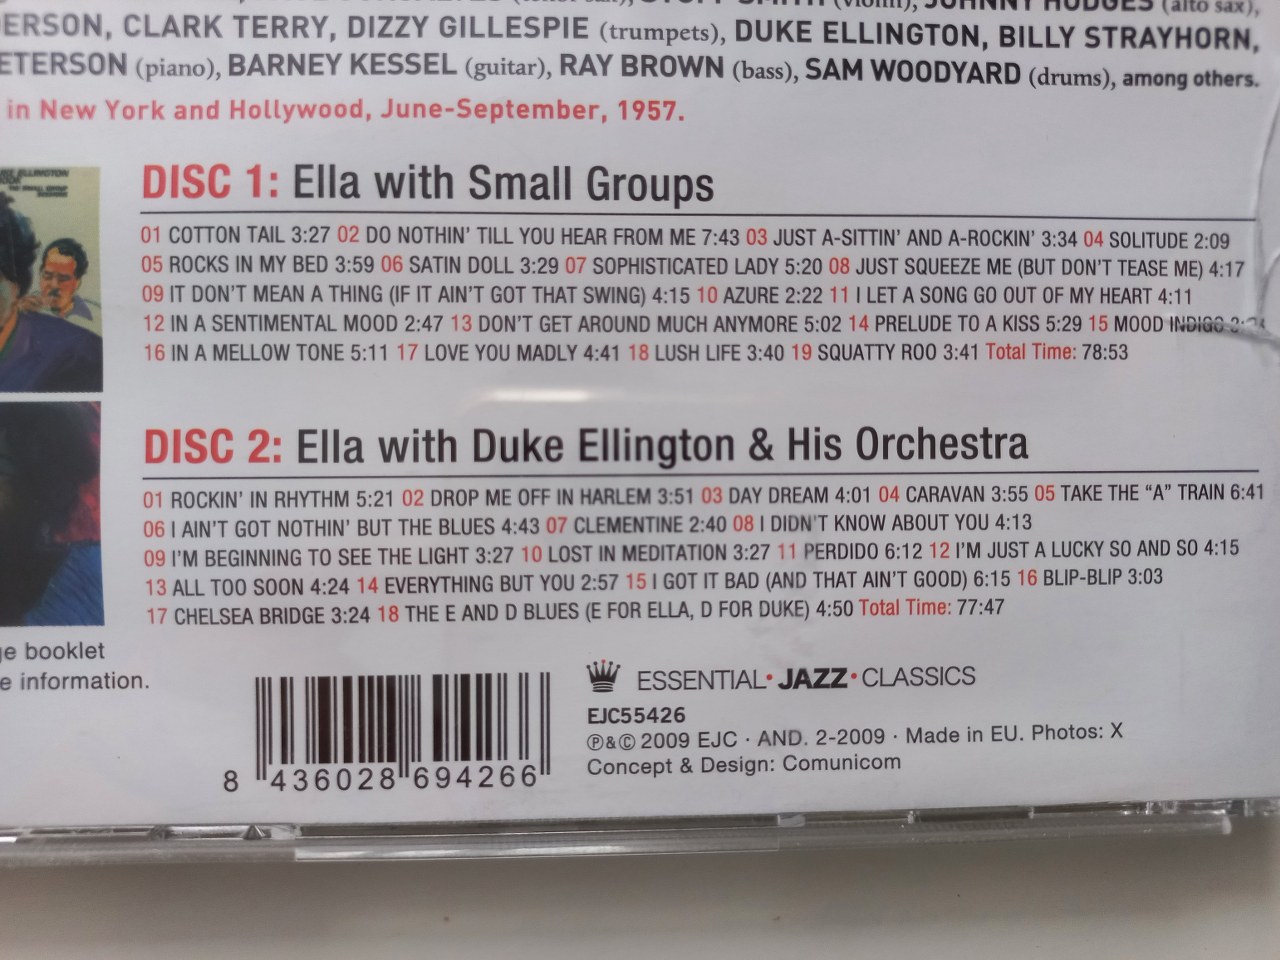 SMITH (violin), JOHNNY HODGES (alto sax),
ERSON, CLARK TERRY, DIZZY GILLESPIE (trumpets), DUKE ELLINGTON, BILLY STRAYHORN,
ETERSON (piano), BARNEY KESSEL (guitar), RAY BROWN (bass), SAM WOODYARD (drums), among others.
in New York and Hollywood, June-September, 1957.
DISC 1: Ella with Small Groups
01 COTTON TAIL 3:27 02 DO NOTHIN' TILL YOU HEAR FROM ME 7:43 03 JUST A-SITTIN' AND A-ROCKIN' 3:34 04 SOLITUDE 2:09
05 ROCKS IN MY BED 3:59 06 SATIN DOLL 3:29 07 SOPHISTICATED LADY 5:20 08 JUST SQUEEZE ME (BUT DON'T TEASE ME) 4:17
09 IT DON'T MEAN A THING (IF IT AIN'T GOT THAT SWING) 4:15 10 AZURE 2:22 11 I LET A SONG GO OUT OF MY HEART 4:11
12 IN A SENTIMENTAL MOOD 2:47 13 DON'T GET AROUND MUCH ANYMORE 5:02 14 PRELUDE TO A KISS 5:29 15 MOOD INDIGO
16 IN A MELLOW TONE 5:11 17 LOVE YOU MADLY 4:41 18 LUSH LIFE 3:40 19 SQUATTY ROO 3:41 Total Time: 78:53
DISC 2: Ella with Duke Ellington & His Orchestra
01 ROCKIN' IN RHYTHM 5:21 02 DROP ME OFF IN HARLEM 3:51 03 DAY DREAM 4:01 04 CARAVAN 3:55 05 TAKE THE “A” TRAIN 6:41
06 I AIN'T GOT NOTHIN' BUT THE BLUES 4:43 07 CLEMENTINE 2:40 08 I DIDN'T KNOW ABOUT YOU 4:13
09 I'M BEGINNING TO SEE THE LIGHT 3:27 10 LOST IN MEDITATION 3:27 11 PERDIDO 6:12 12 I'M JUST A LUCKY SO AND SO 4:15
13 ALL TOO SOON 4:24 14 EVERYTHING BUT YOU 2:57 15 I GOT IT BAD (AND THAT AIN'T GOOD) 6:15 16 BLIP-BLIP 3:03
17 CHELSEA BRIDGE 3:24 18 THE E AND D BLUES (E FOR ELLA, D FOR DUKE) 4:50 Total Time: 77:47
ge booklet
e information.
ESSENTIAL·JAZZ·CLASSICS
EJC55426
℗&© 2009 EJC · AND. 2-2009 · Made in EU. Photos: X
Concept & Design: Comunicom
8 436028 694266